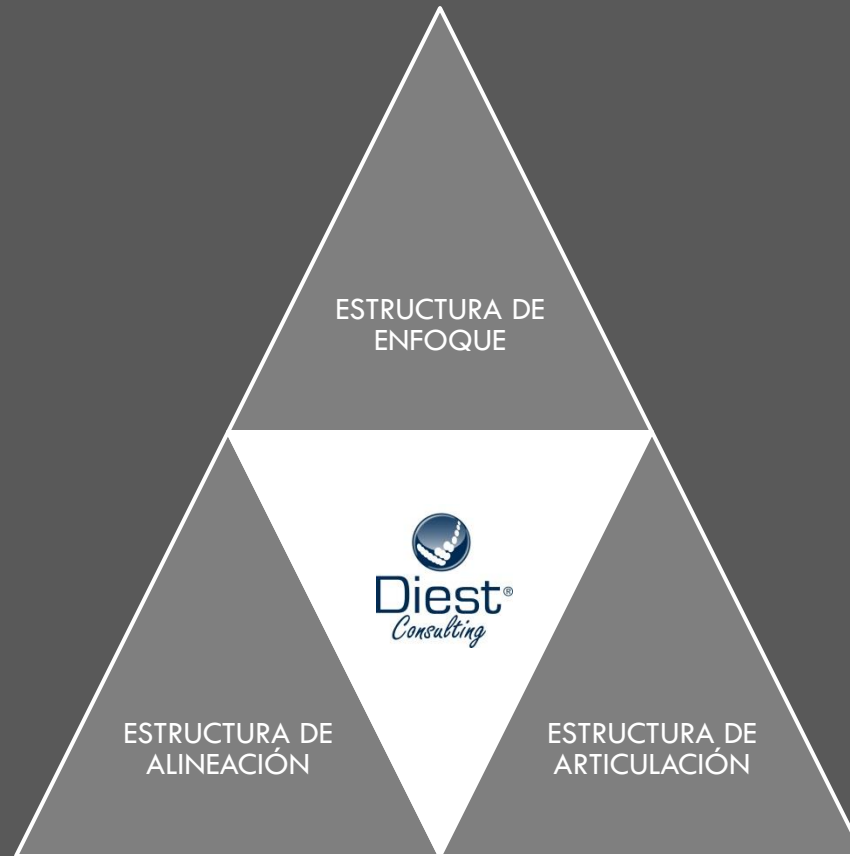 ESTRUCTURA DE
ENFOQUE
Diest®
Consulting
ESTRUCTURA DE
ALINEACIÓN
ESTRUCTURA DE
ARTICULACIÓN